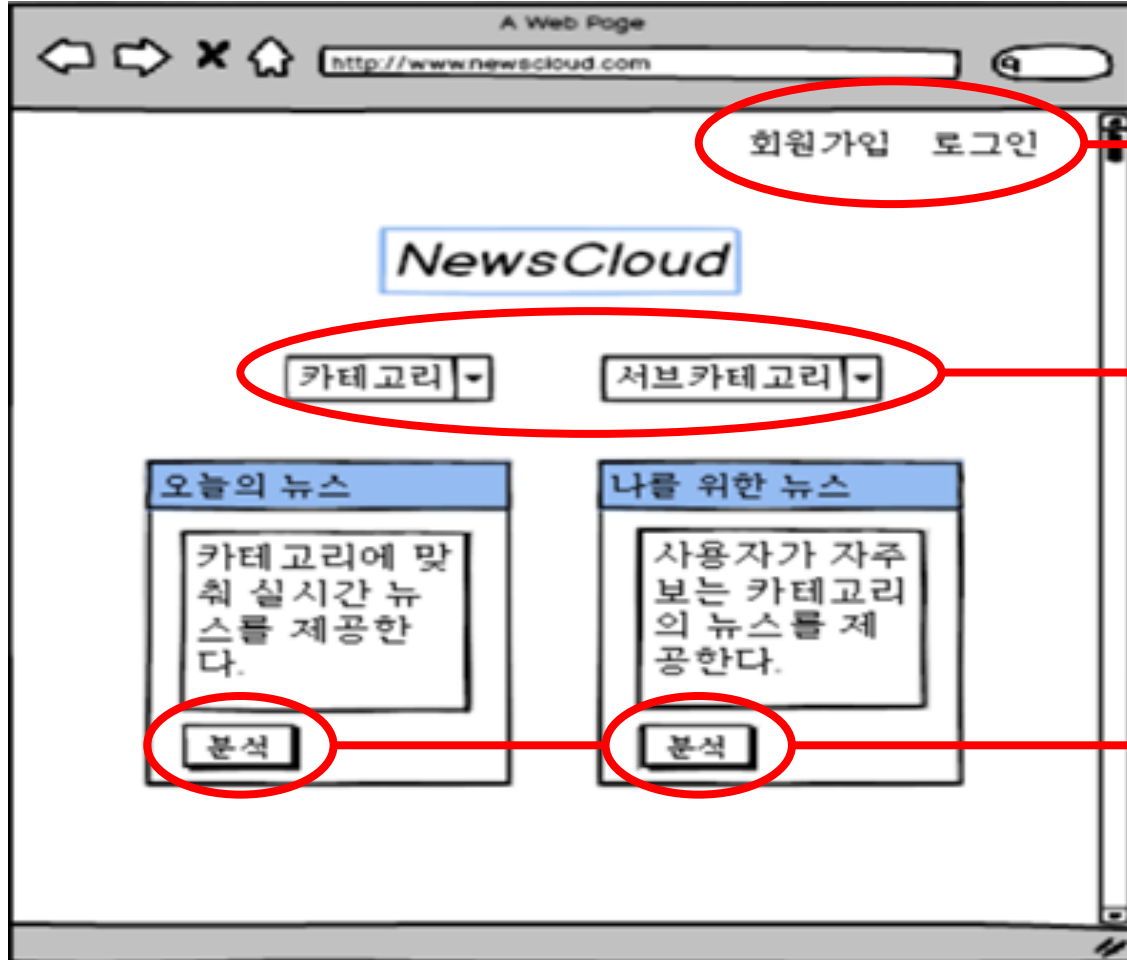 A Web Page
http://www.newscloud.com
회원가입 로그인
NewsCloud
카테고리 서브카테고리
오늘의 뉴스
카테고리에 맞
춰 실시간 뉴
스를 제공한
다.
분석
나를 위한 뉴스
사용자가 자주
보는 카테고리
의 뉴스를 제
공한다.
분석